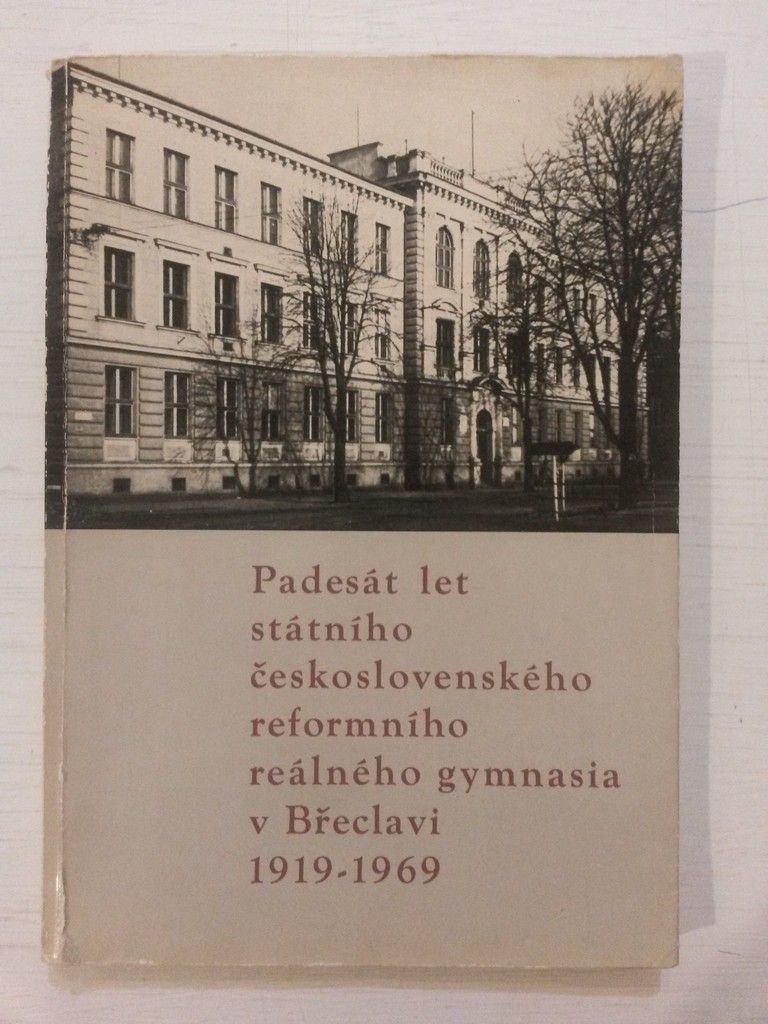 Padesát let
státního
československého
reformního
reálného gymnasia
v Břeclavi
1919-1969